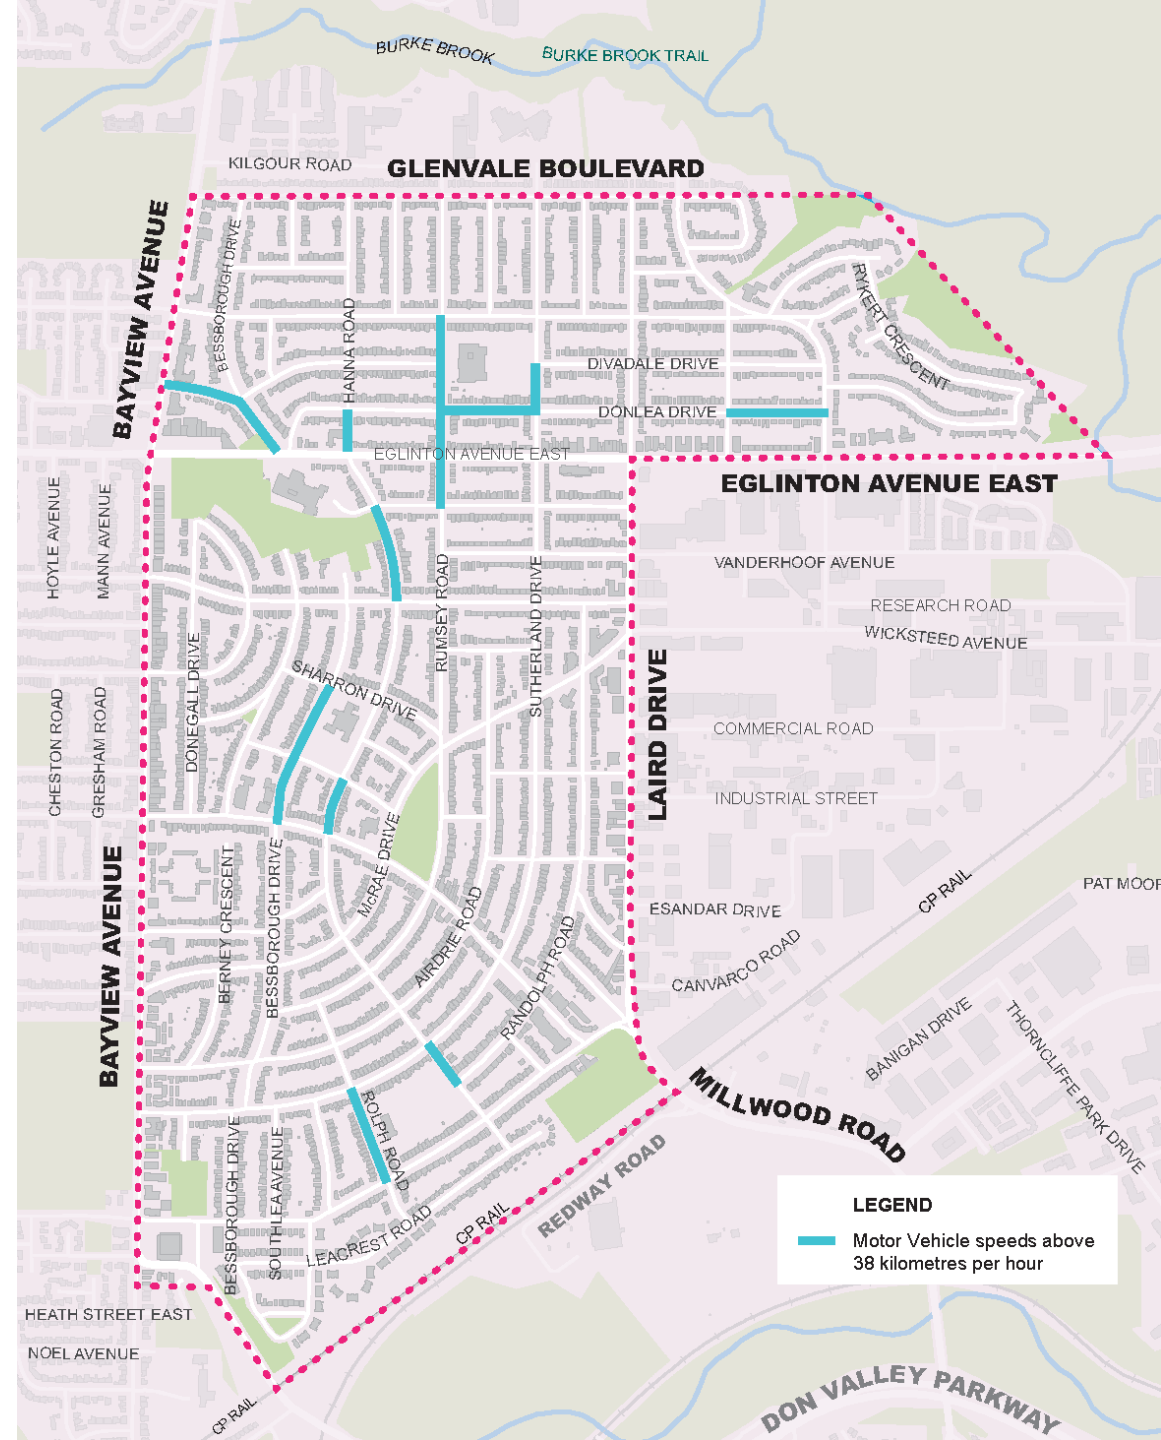 BURKE BROOK
BURKE BROOK TRAIL
KILGOUR ROAD
GLENVALE BOULEVARD
BAYVIEW AVENUE
BESSBOROUGH DRIVE
HANNA ROAD
RYKERT CRESCENT
DIVADALE DRIVE
DONLEA DRIVE
EGLINTON AVENUE EAST
EGLINTON AVENUE EAST
HOYLE AVENUE
MANN AVENUE
VANDERHOOF AVENUE
RESEARCH ROAD
WICKSTEED AVENUE
RUMSEY ROAD
SUTHERLAND DRIVE
DONEGALL DRIVE
SHARRON DRIVE
LAIRD DRIVE
CHESTON ROAD
GRESHAM ROAD
COMMERCIAL ROAD
INDUSTRIAL STREET
McRAE DRIVE
BAYVIEW AVENUE
BERNEY CRESCENT
BESSBOROUGH DRIVE
AIRDRIE ROAD
RANDOLPH ROAD
ESANDAR DRIVE
CP RAIL
PAT MOOR
CANVARCO ROAD
BANIGAN DRIVE
THORNCLIFFE PARK DRIVE
MILLWOOD ROAD
ROLPH ROAD
BESSBOROUGH DRIVE
SOUTHLEA AVENUE
LEACREST ROAD
CP RAIL
REDWAY ROAD
LEGEND
Motor Vehicle speeds above
38 kilometres per hour
HEATH STREET EAST
NOEL AVENUE
CP RAIL
DON VALLEY PARKWAY